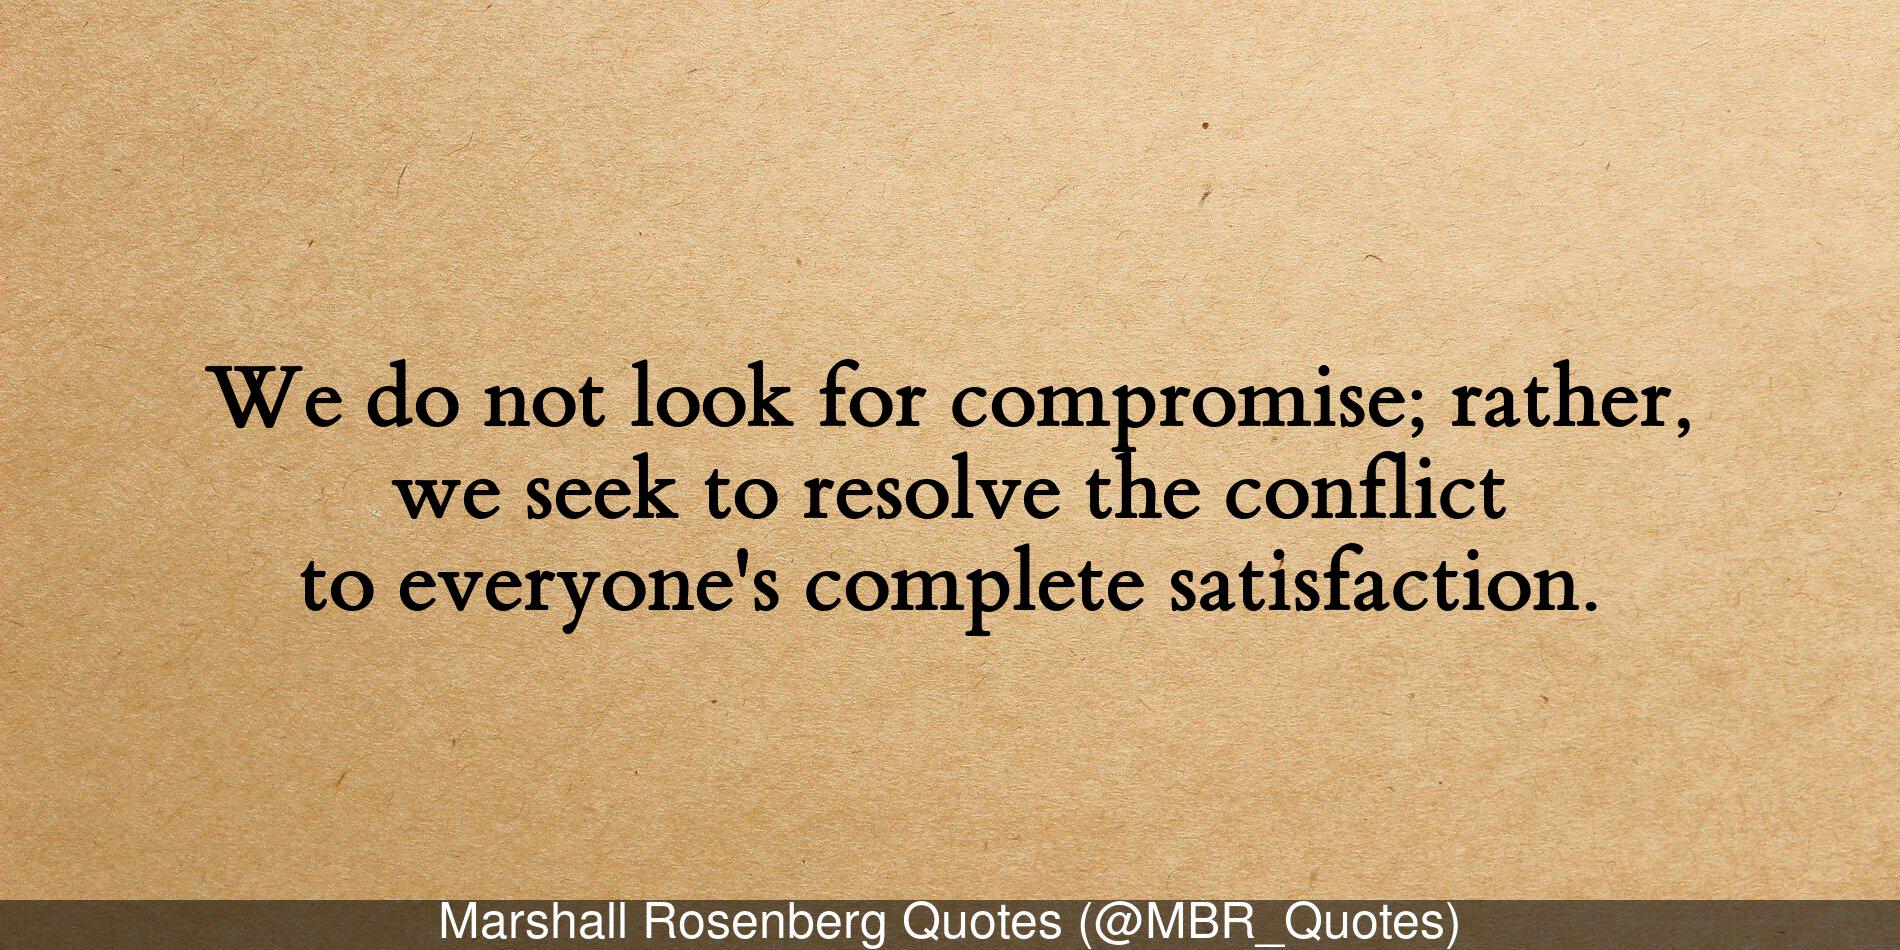 We do not look for compromise; rather,
we seek to resolve the conflict
to everyone's complete satisfaction.
Marshall Rosenberg Quotes (@MBR_Quotes)